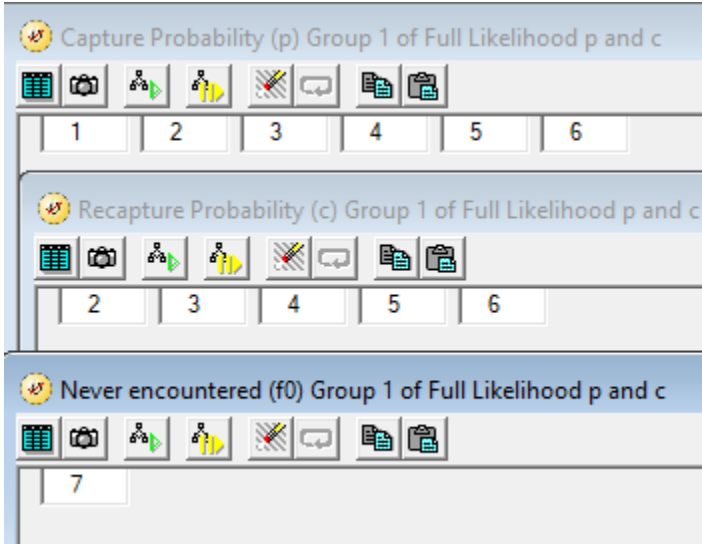 Capture Probability (p) Group 1 of Full Likelihood p and c
1 2 3 4 5 6
Recapture Probability (c) Group 1 of Full Likelihood p and c
2 3 4 5 6
Never encountered (f0) Group 1 of Full Likelihood p and c
7